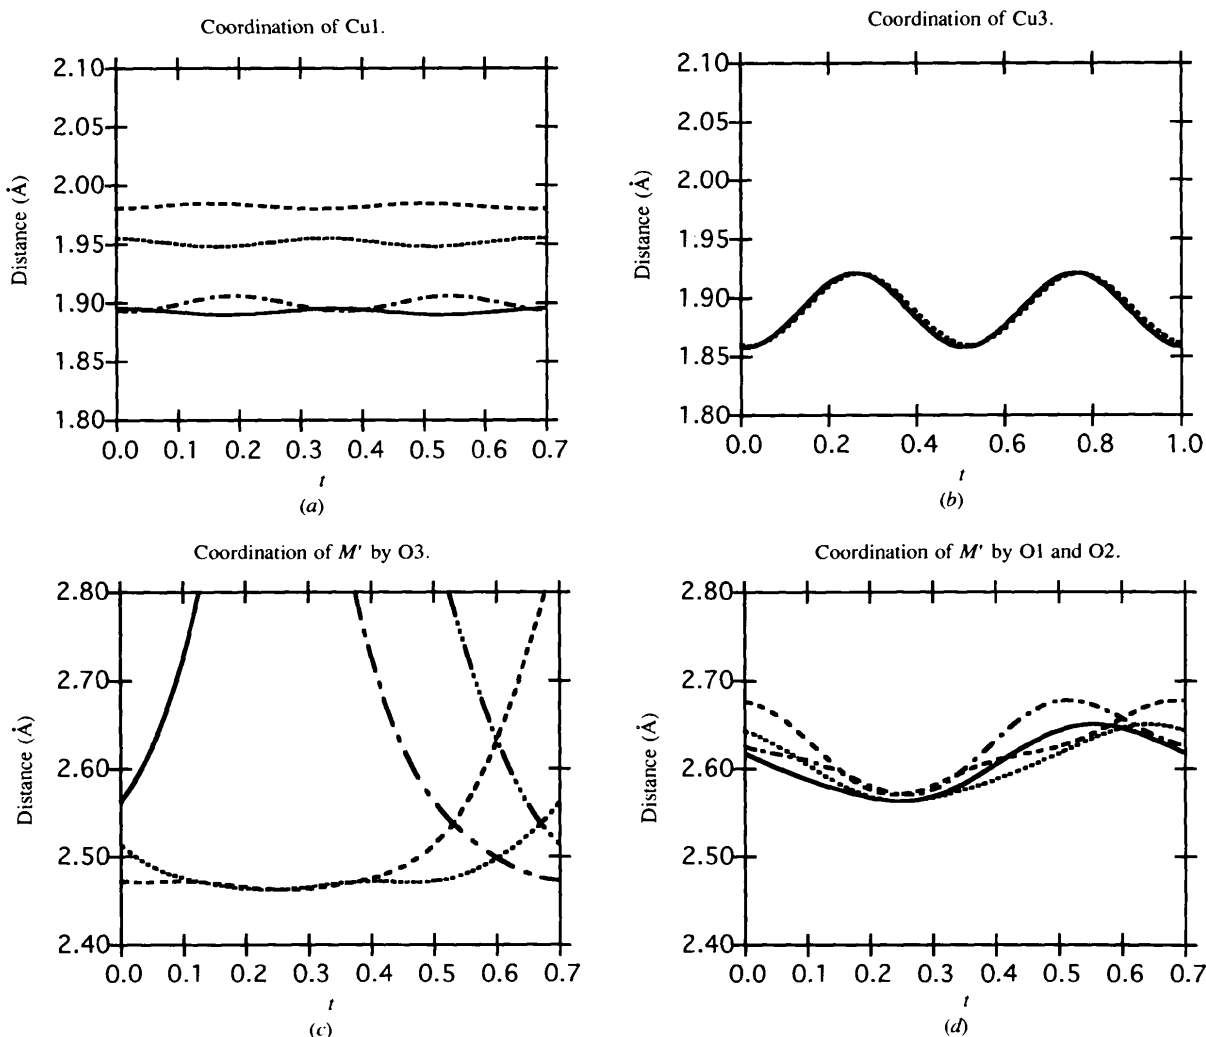 Coordination of Cu1.
2.10
2.05
2.00
1.95
1.90
1.85
1.80
Distance (Å)
0.0 0.1 0.2 0.3 0.4 0.5 0.6 0.7
t
(a)
Coordination of Cu3.
2.10
2.05
2.00
1.95
1.90
1.85
1.80
Distance (Å)
0.0 0.2 0.4 0.6 0.8 1.0
t
(b)
Coordination of M' by O3.
2.80
2.70
2.60
2.50
2.40
Distance (Å)
0.0 0.1 0.2 0.3 0.4 0.5 0.6 0.7
t
(c)
Coordination of M' by O1 and O2.
2.80
2.70
2.60
2.50
2.40
Distance (Å)
0.0 0.1 0.2 0.3 0.4 0.5 0.6 0.7
t
(d)